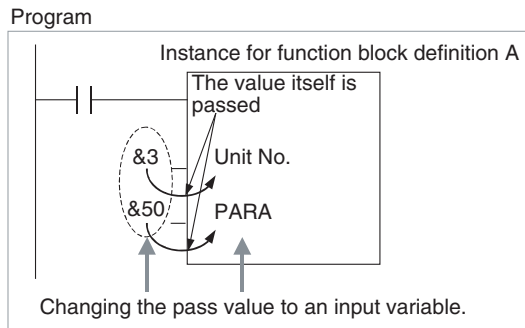 Program
Instance for function block definition A
The value itself is
passed
&3
Unit No.
&50
PARA
Changing the pass value to an input variable.